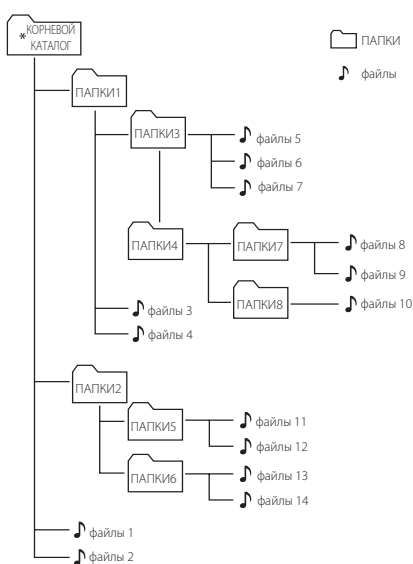 *КОРНЕВОЙ
КАТАЛОГ
ПАПКИ
файлы
ПАПКИ1
ПАПКИ3
файлы 5
файлы 6
файлы 7
ПАПКИ4
ПАПКИ7
файлы 8
файлы 9
ПАПКИ8
файлы 10
файлы 3
файлы 4
ПАПКИ2
ПАПКИ5
файлы 11
файлы 12
ПАПКИ6
файлы 13
файлы 14
файлы 1
файлы 2